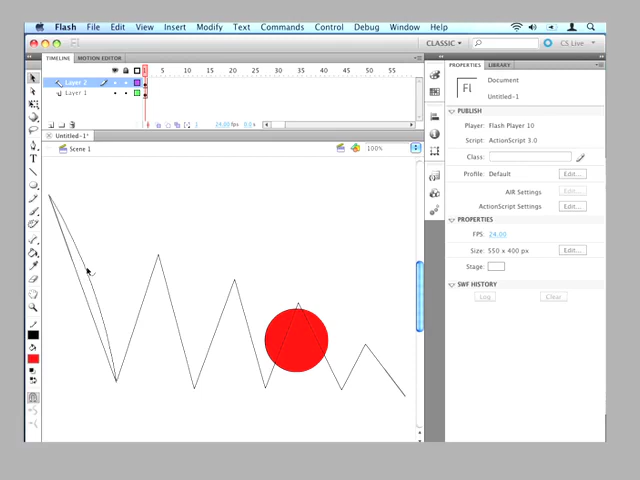 Flash File Edit View Insert Modify Text Commands Control Debug Window Help
Fl CLASSIC CS Live
TIMELINE MOTION EDITOR
1 5 10 15 20 25 30 35 40 45 50 55
Layer 2
Layer 1
1 24.00 fps 0.0 s
Untitled-1*
Scene 1 100%
T
PROPERTIES LIBRARY
Fl Document
Untitled-1
PUBLISH
Player: Flash Player 10
Script: ActionScript 3.0
Class:
Profile: Default Edit...
AIR Settings Edit...
ActionScript Settings Edit...
PROPERTIES
FPS: 24.00
Size: 550 x 400 px Edit...
Stage:
SWF HISTORY
Log Clear